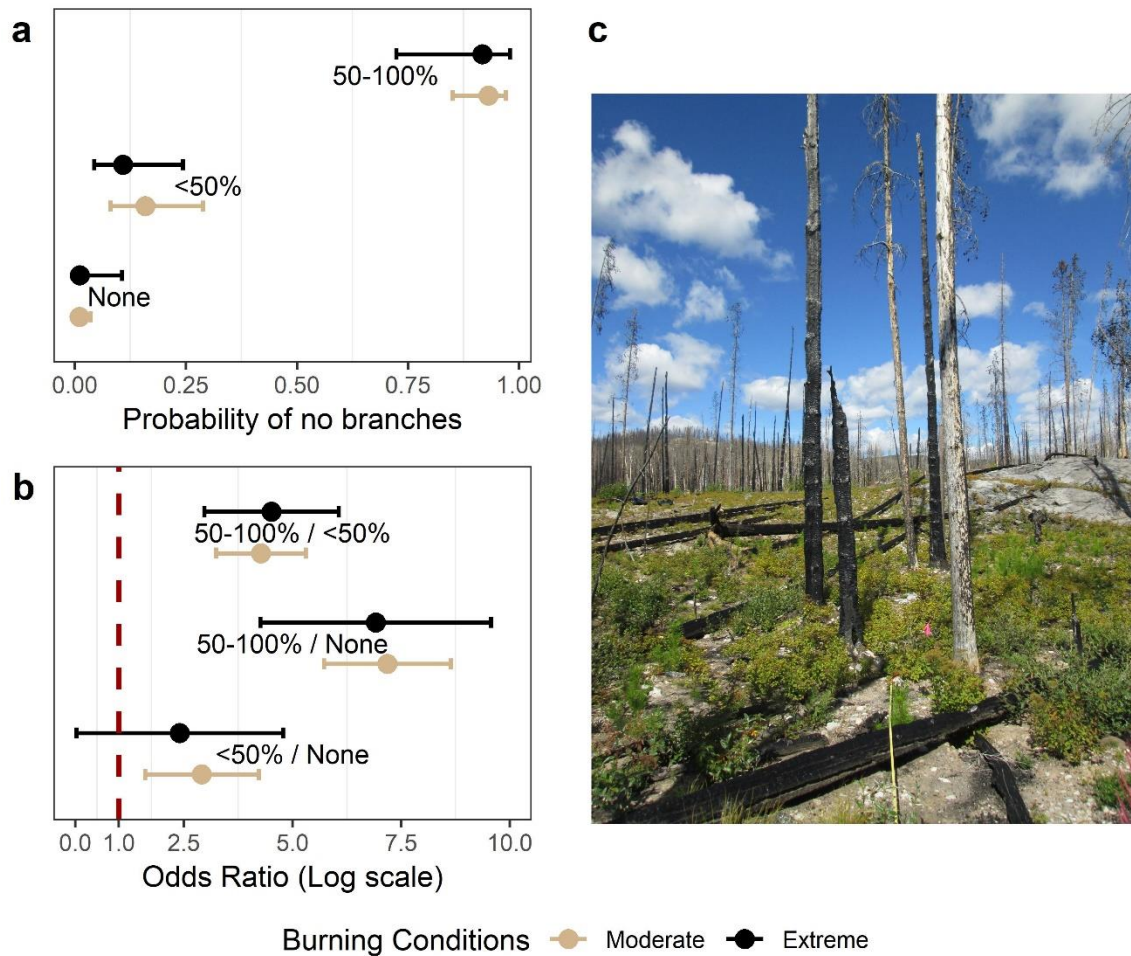 a
50-100%
<50%
None
0.00 0.25 0.50 0.75 1.00
Probability of no branches
b
50-100% / <50%
50-100% / None
<50% / None
0.0 1.0 2.5 5.0 7.5 10.0
Odds Ratio (Log scale)
c
Burning Conditions Moderate Extreme